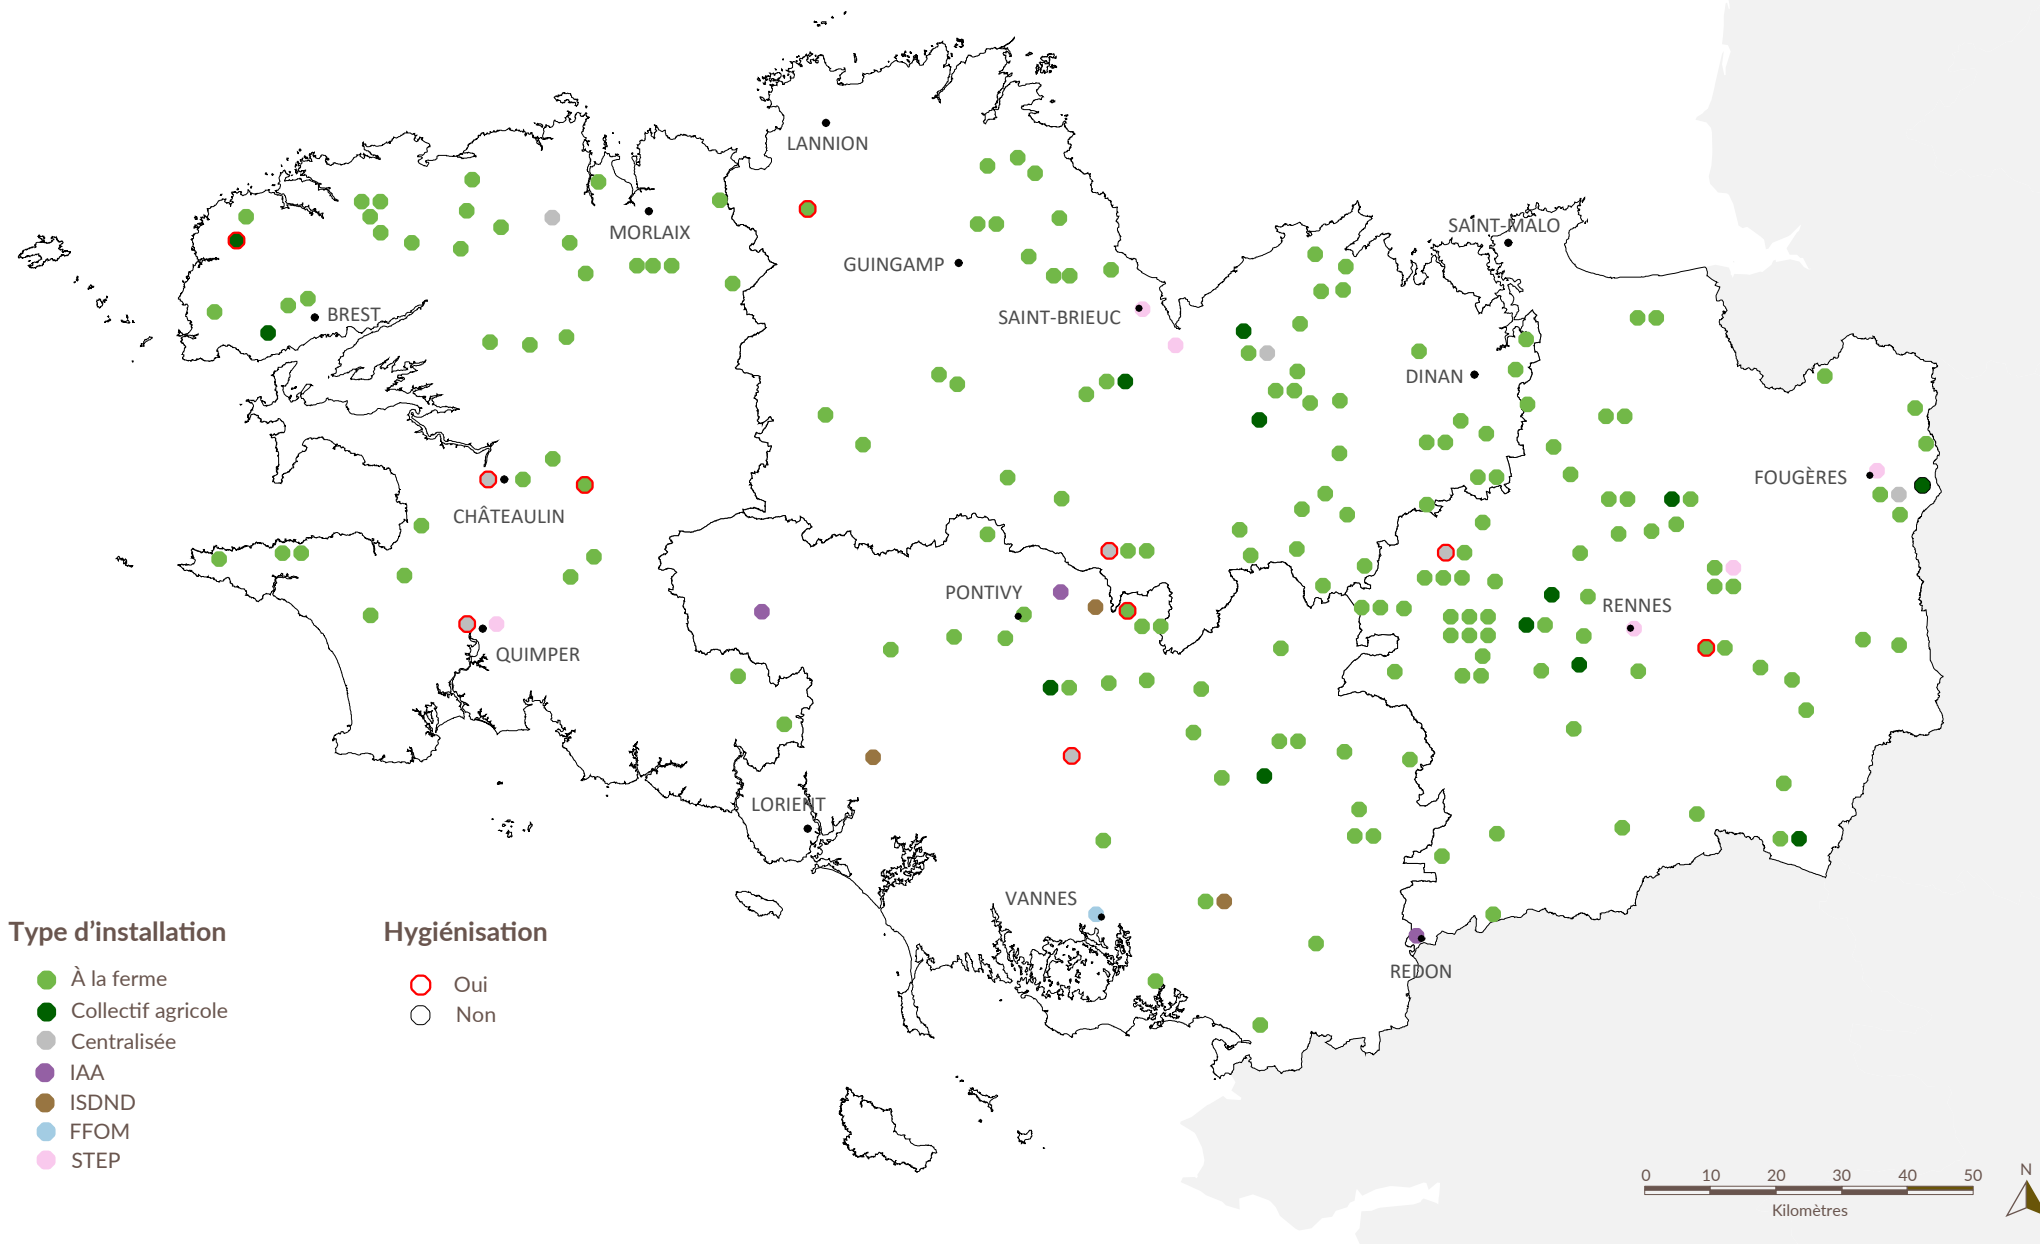 LANNION
SAINT-MALO
MORLAIX
GUINGAMP
BREST
SAINT-BRIEUC
DINAN
FOUGÈRES
CHÂTEAULIN
PONTIVY
RENNES
QUIMPER
LORIENT
VANNES
REDON
Type d'installation
À la ferme
Collectif agricole
Centralisée
IAA
ISDND
FFOM
STEP
Hygiénisation
Oui
Non
0 10 20 30 40 50
Kilomètres
N